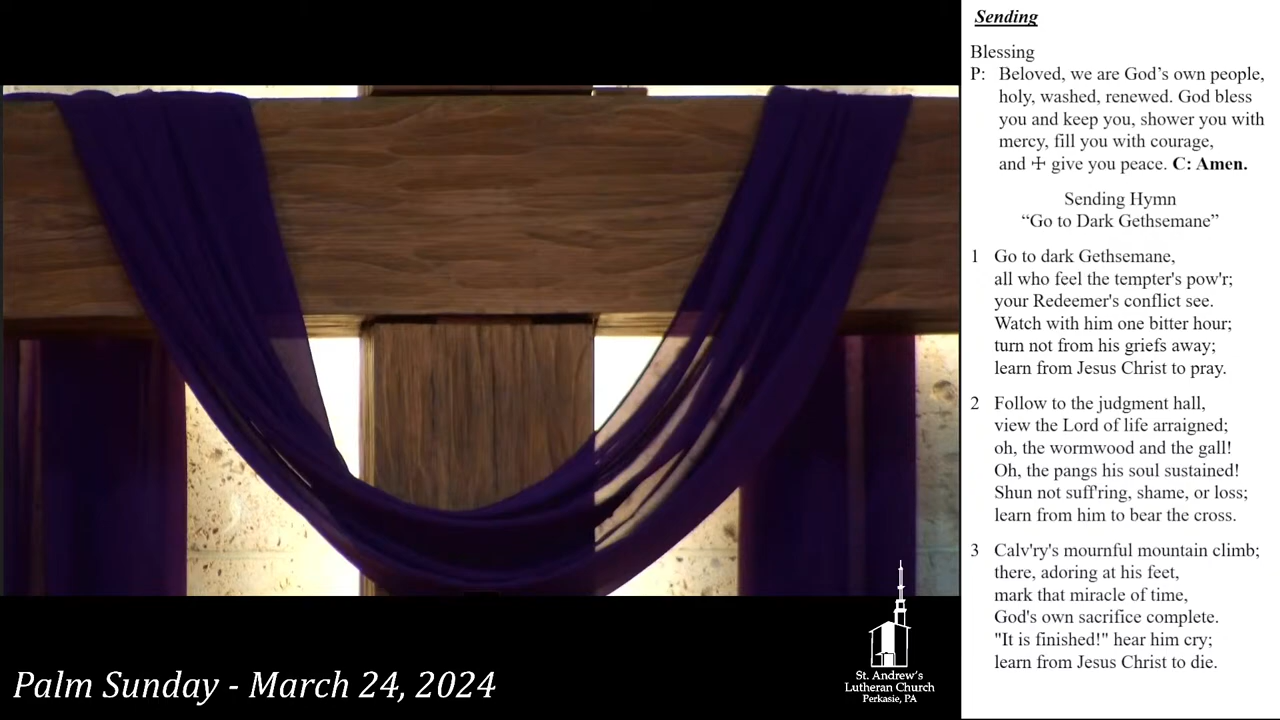 Sending
Blessing
P: Beloved, we are God’s own people,
holy, washed, renewed. God bless
you and keep you, shower you with
mercy, fill you with courage,
and ☩ give you peace. C: Amen.
Sending Hymn
“Go to Dark Gethsemane”
1 Go to dark Gethsemane,
all who feel the tempter's pow'r;
your Redeemer's conflict see.
Watch with him one bitter hour;
turn not from his griefs away;
learn from Jesus Christ to pray.
2 Follow to the judgment hall,
view the Lord of life arraigned;
oh, the wormwood and the gall!
Oh, the pangs his soul sustained!
Shun not suff'ring, shame, or loss;
learn from him to bear the cross.
3 Calv'ry's mournful mountain climb;
there, adoring at his feet,
mark that miracle of time,
God's own sacrifice complete.
"It is finished!" hear him cry;
learn from Jesus Christ to die.
Palm Sunday - March 24, 2024
St. Andrew’s
Lutheran Church
Perkasie, PA